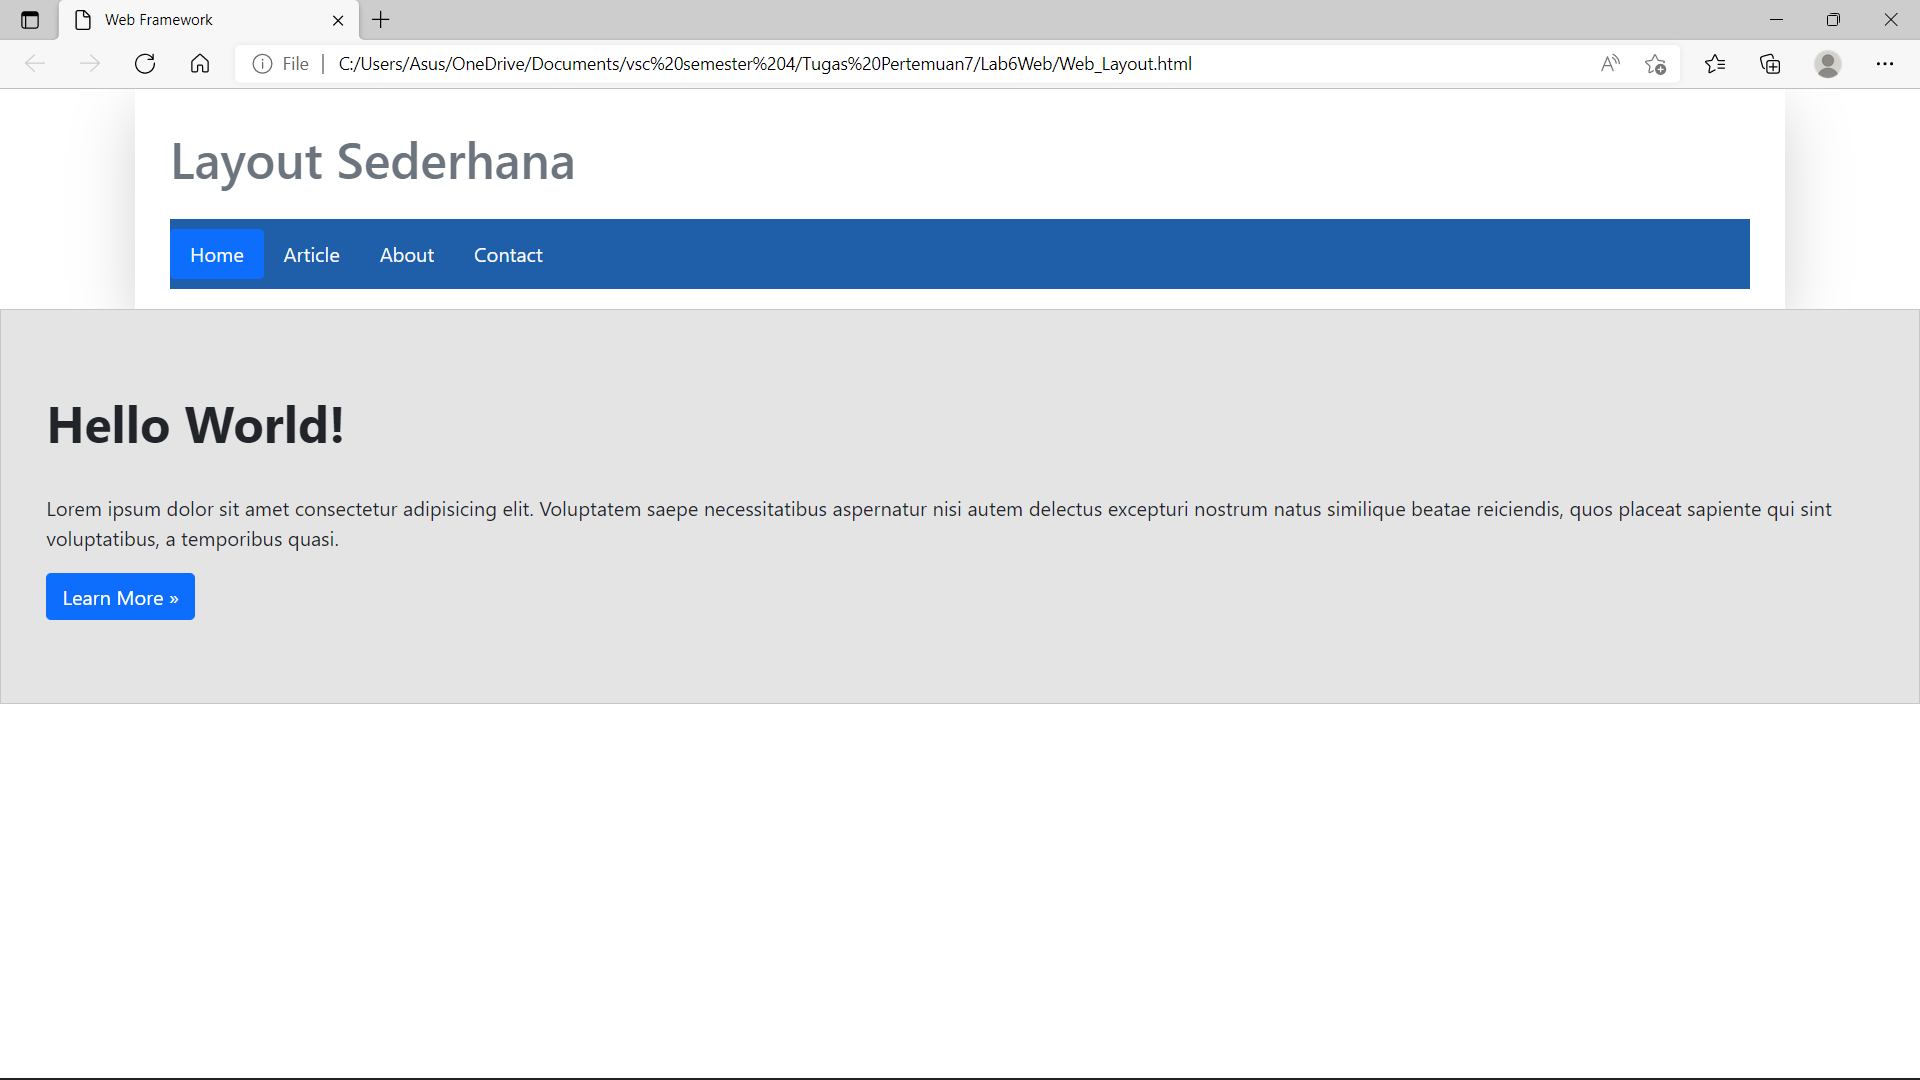 Web Framework
File
C:/Users/Asus/OneDrive/Documents/vsc%20semester%204/Tugas%20Pertemuan7/Lab6Web/Web_Layout.html
Layout Sederhana
Home Article About Contact
Hello World!
Lorem ipsum dolor sit amet consectetur adipisicing elit. Voluptatem saepe necessitatibus aspernatur nisi autem delectus excepturi nostrum natus similique beatae reiciendis, quos placeat sapiente qui sint
voluptatibus, a temporibus quasi.
Learn More »